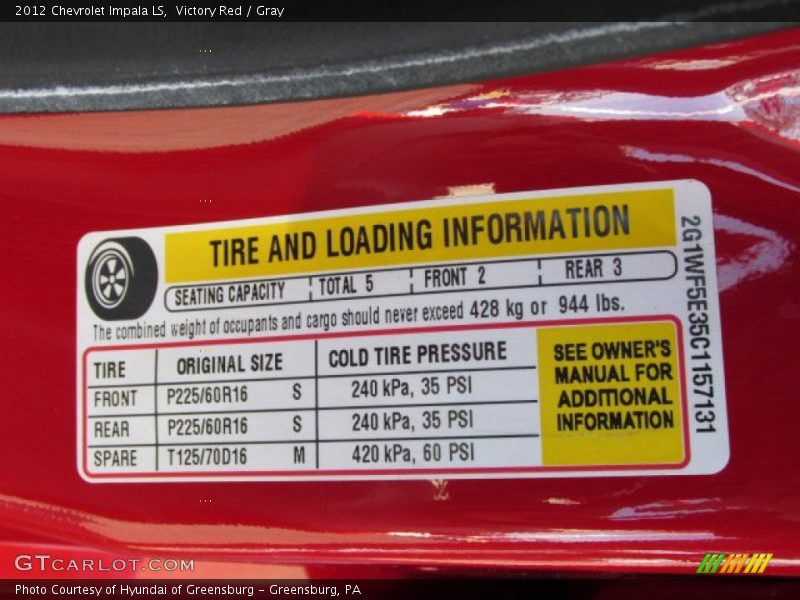 2012 Chevrolet Impala LS, Victory Red / Gray
TIRE AND LOADING INFORMATION
SEATING CAPACITY TOTAL 5 FRONT 2 REAR 3
The combined weight of occupants and cargo should never exceed 428 kg or 944 lbs.
TIRE ORIGINAL SIZE COLD TIRE PRESSURE
FRONT P225/60R16 S 240 kPa, 35 PSI
REAR P225/60R16 S 240 kPa, 35 PSI
SPARE T125/70D16 M 420 kPa, 60 PSI
SEE OWNER'S
MANUAL FOR
ADDITIONAL
INFORMATION
2G1WF5E35C1157131
GTCARLOT.COM
Photo Courtesy of Hyundai of Greensburg - Greensburg, PA